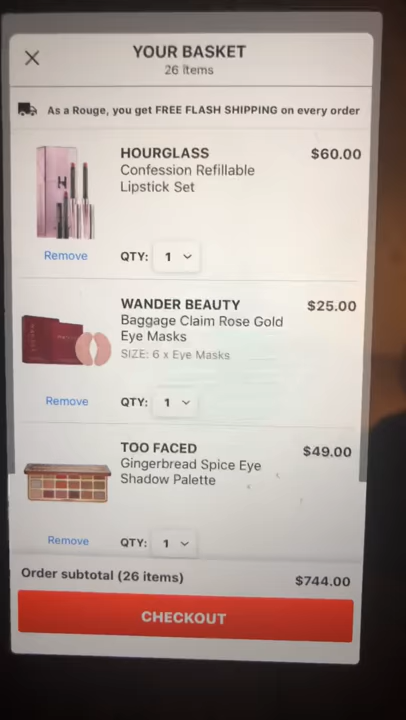 YOUR BASKET
26 items
As a Rouge, you get FREE FLASH SHIPPING on every order
HOURGLASS $60.00
Confession Refillable
Lipstick Set
Remove QTY: 1
WANDER BEAUTY $25.00
Baggage Claim Rose Gold
Eye Masks
SIZE: 6 x Eye Masks
Remove QTY: 1
TOO FACED $49.00
Gingerbread Spice Eye
Shadow Palette
Remove QTY: 1
Order subtotal (26 items) $744.00
CHECKOUT